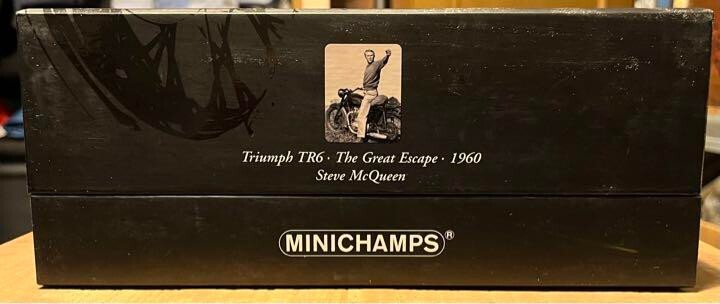 Triumph TR6 · The Great Escape · 1960
Steve McQueen
MINICHAMPS®